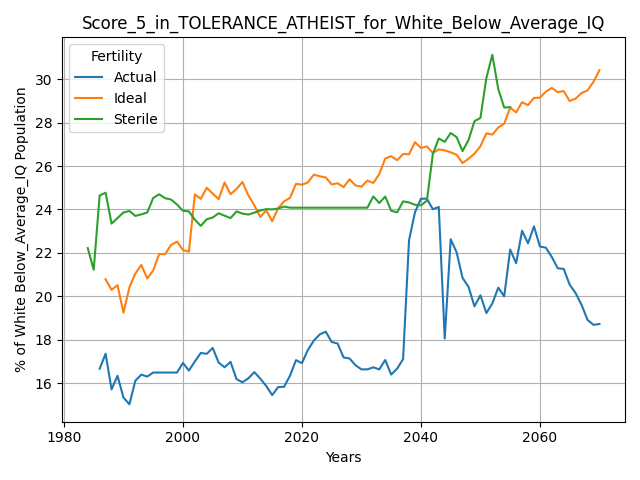 Score_5_in_TOLERANCE_ATHEIST_for_White_Below_Average_IQ
Fertility
Actual
Ideal
Sterile
% of White Below_Average_IQ Population
30
28
26
24
22
20
18
16
1980
2000
2020
2040
2060
Years